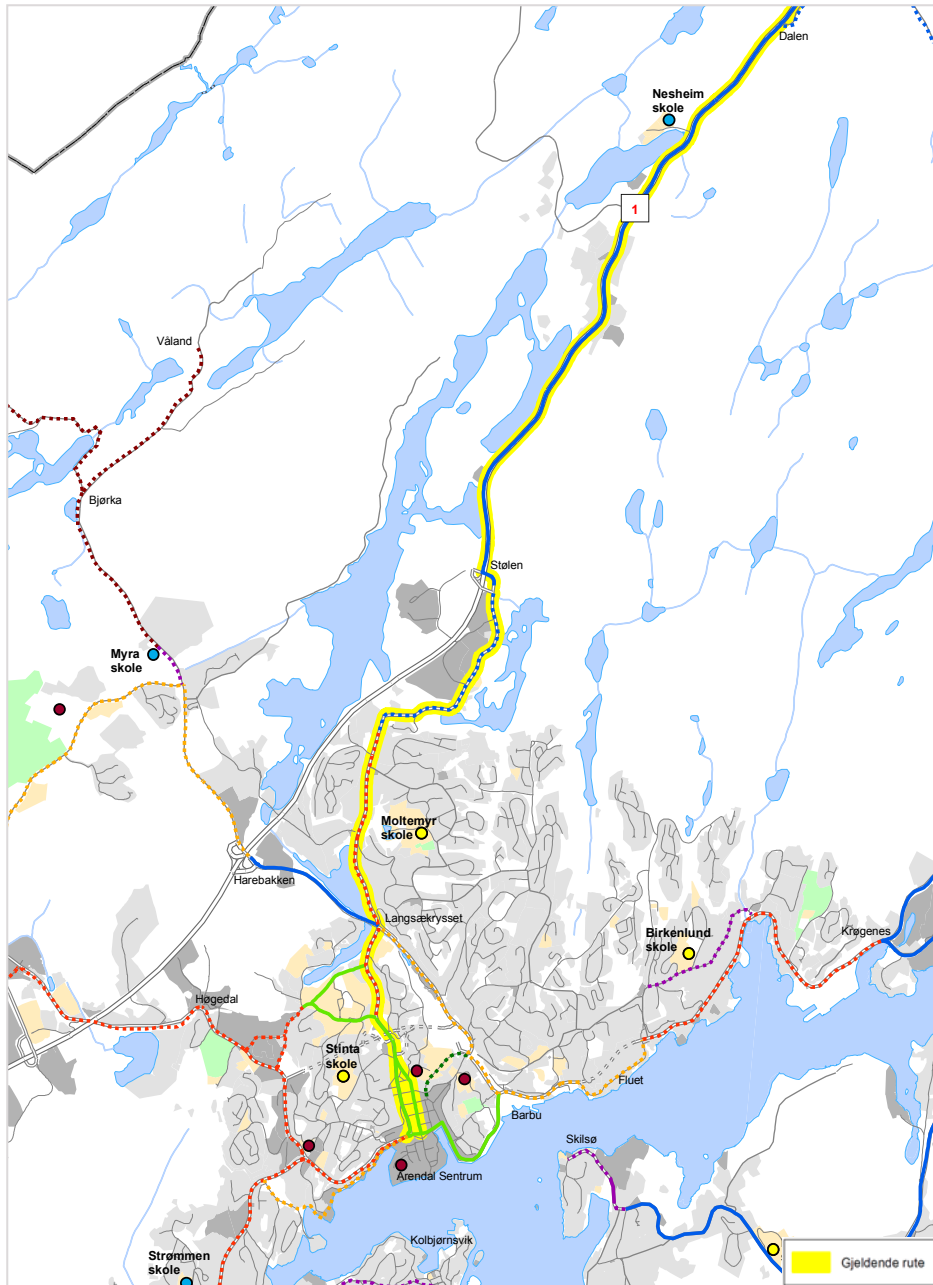 Dalen
Nesheim
skole
1
Våland
Bjørka
Stølen
Myra
skole
Moltemyr
skole
Harebakken
Langsækrysset
Birkenlund
skole
Krøgenes
Høgedal
Stinta
skole
Fluet
Barbu
Skilsø
Arendal Sentrum
Kolbjørnsvik
Strømmen
skole
Gjeldende rute